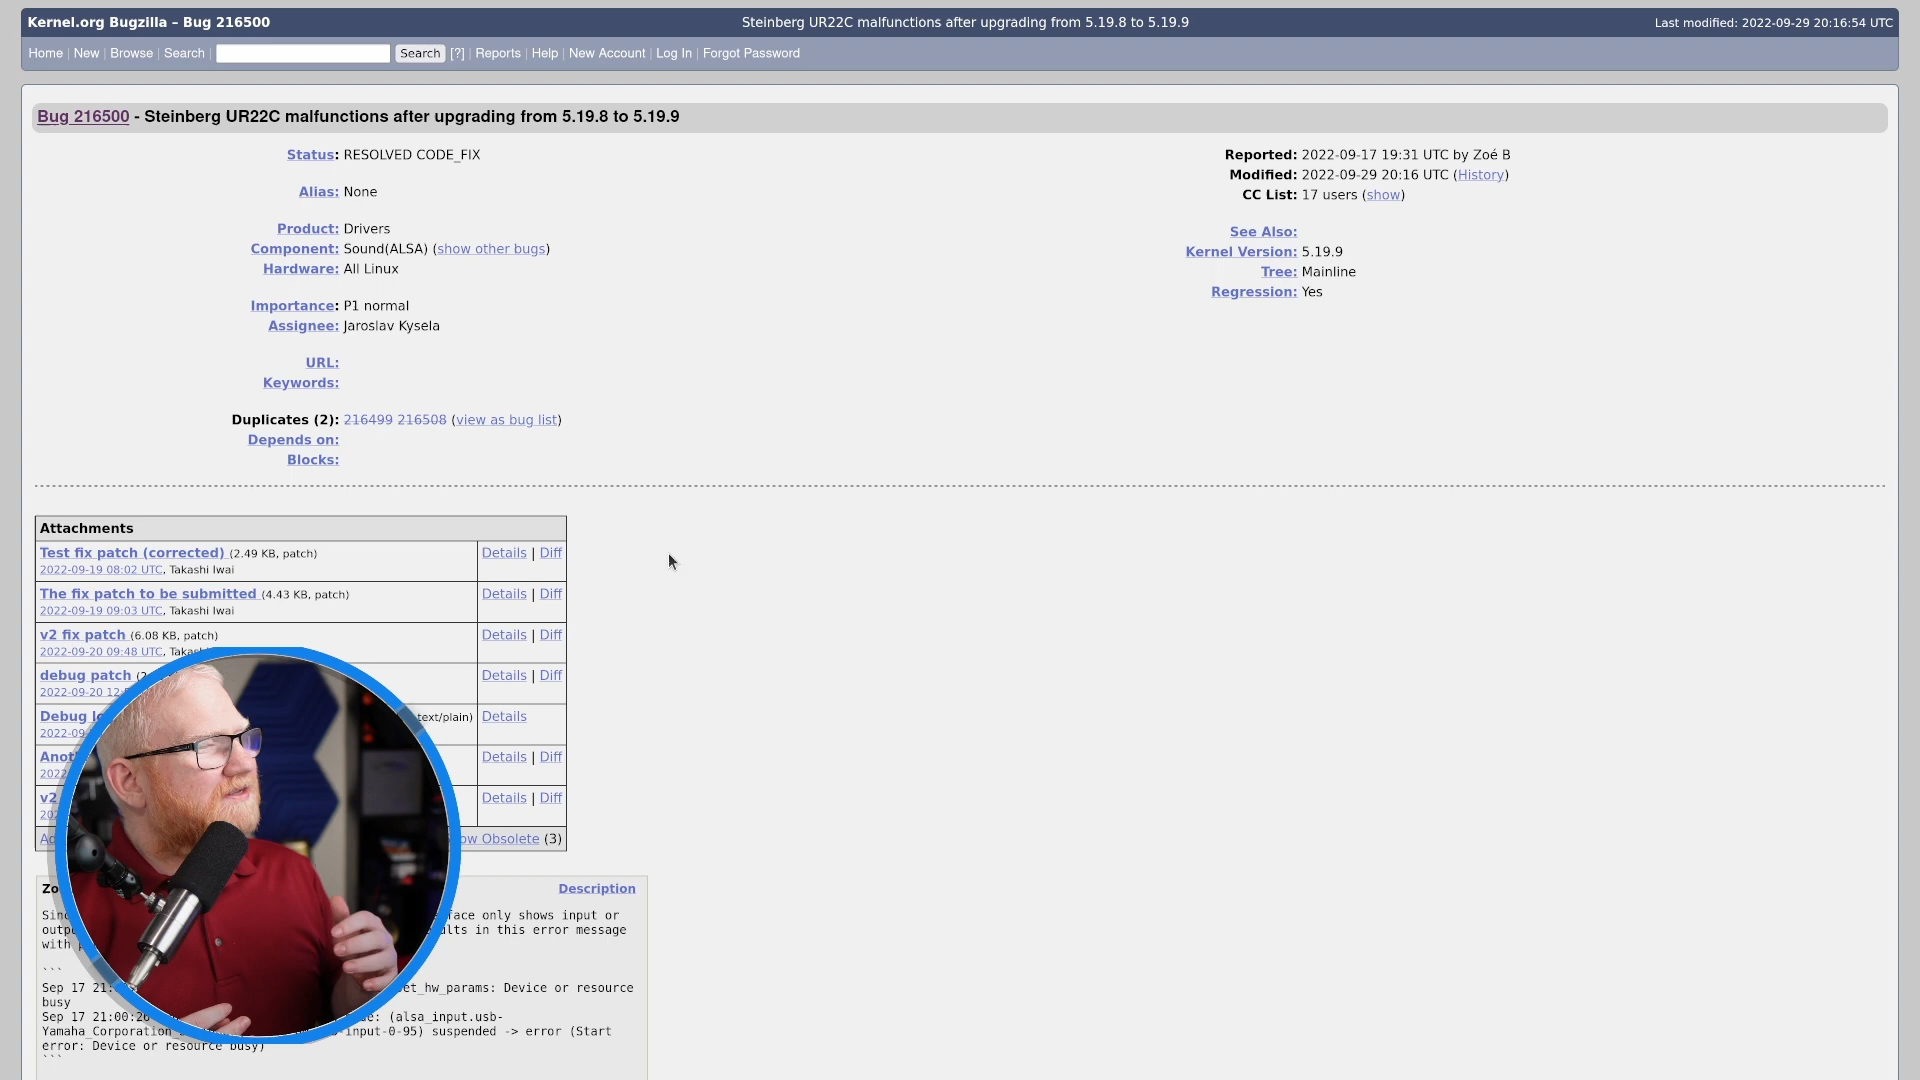 Kernel.org Bugzilla – Bug 216500
Steinberg UR22C malfunctions after upgrading from 5.19.8 to 5.19.9
Last modified: 2022-09-29 20:16:54 UTC
Home | New | Browse | Search | Search [?] | Reports | Help | New Account | Log In | Forgot Password
Bug 216500 - Steinberg UR22C malfunctions after upgrading from 5.19.8 to 5.19.9
Status: RESOLVED CODE_FIX
Alias: None
Product: Drivers
Component: Sound(ALSA) (show other bugs)
Hardware: All Linux
Importance: P1 normal
Assignee: Jaroslav Kysela
URL:
Keywords:
Duplicates (2): 216499 216508 (view as bug list)
Depends on:
Blocks:
Reported: 2022-09-17 19:31 UTC by Zoé B
Modified: 2022-09-29 20:16 UTC (History)
CC List: 17 users (show)
See Also:
Kernel Version: 5.19.9
Tree: Mainline
Regression: Yes
Attachments
Test fix patch (corrected) (2.49 KB, patch) Details | Diff
2022-09-19 08:02 UTC, Takashi Iwai
The fix patch to be submitted (4.43 KB, patch) Details | Diff
2022-09-19 09:03 UTC, Takashi Iwai
v2 fix patch (6.08 KB, patch) Details | Diff
2022-09-20 09:48 UTC,
debug patch Details | Diff
2022-09-20
Debug text/plain) Details
Details | Diff
v2 Details | Diff
Obsolete (3)
Description
only shows input or
in this error message
with
```
Sep 17 Device or resource
busy
Sep 17 (alsa_input.usb-
Yamaha_Corporation suspended -> error (Start
error: Device or resource busy)
```